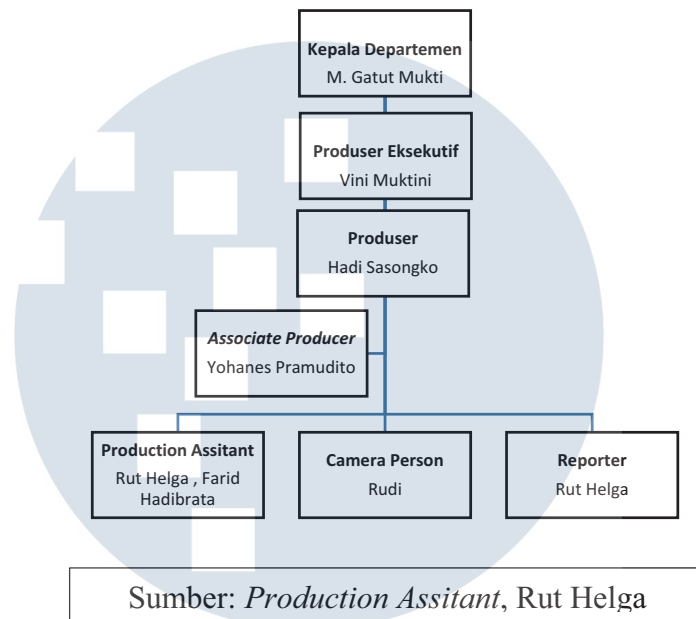 Kepala Departemen
M. Gatut Mukti
Produser Eksekutif
Vini Muktini
Produser
Hadi Sasongko
Associate Producer
Yohanes Pramudito
Production Assitant
Rut Helga , Farid
Hadibrata
Camera Person
Rudi
Reporter
Rut Helga
Sumber: Production Assitant, Rut Helga